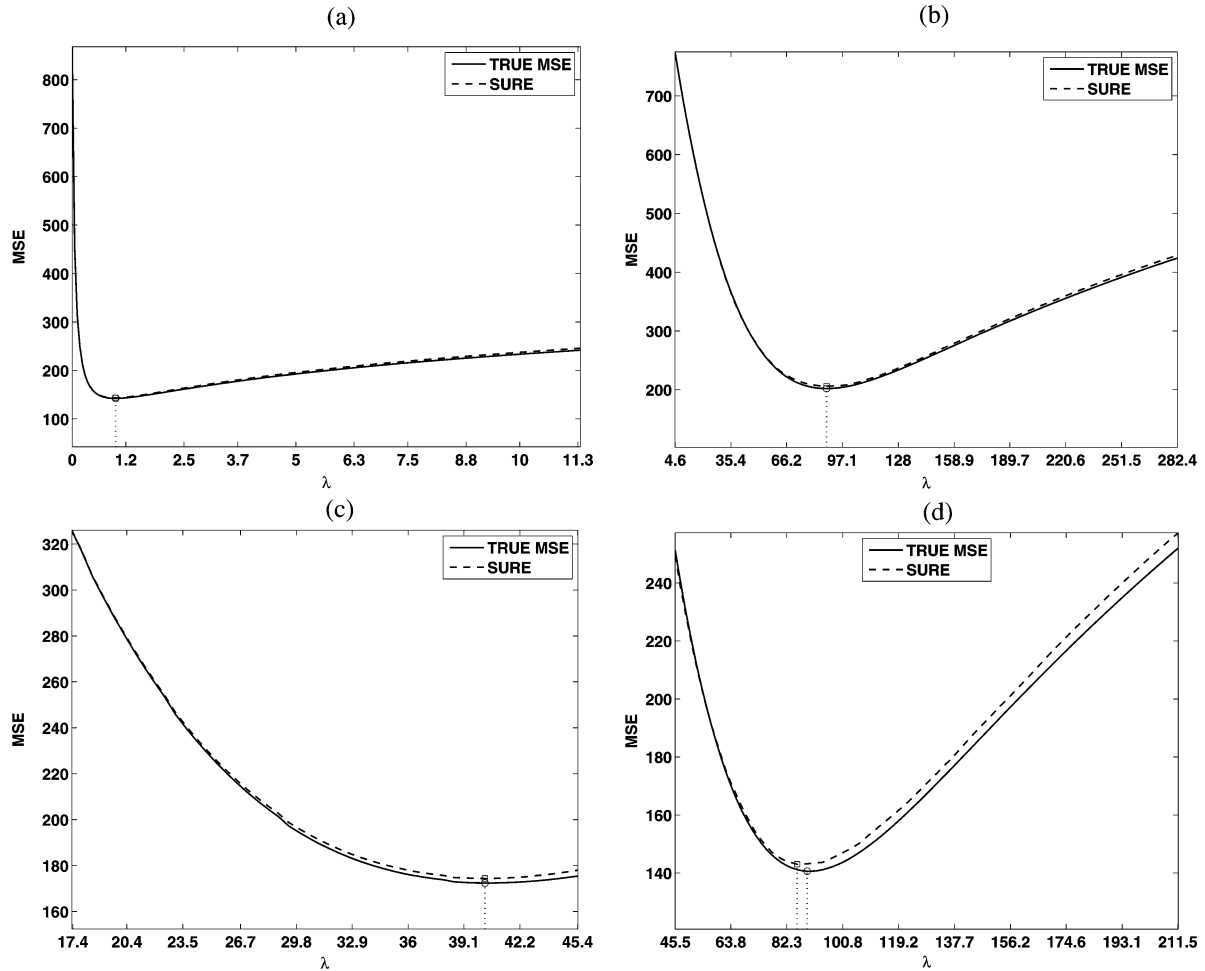 (a)
TRUE MSE
SURE
800
700
600
500
400
300
200
100
MSE
0 1.2 2.5 3.7 5 6.3 7.5 8.8 10 11.3
λ
(b)
TRUE MSE
SURE
700
600
500
400
300
200
MSE
4.6 35.4 66.2 97.1 128 158.9 189.7 220.6 251.5 282.4
λ
(c)
TRUE MSE
SURE
320
300
280
260
240
220
200
180
160
MSE
17.4 20.4 23.5 26.7 29.8 32.9 36 39.1 42.2 45.4
λ
(d)
TRUE MSE
SURE
240
220
200
180
160
140
MSE
45.5 63.8 82.3 100.8 119.2 137.7 156.2 174.6 193.1 211.5
λ